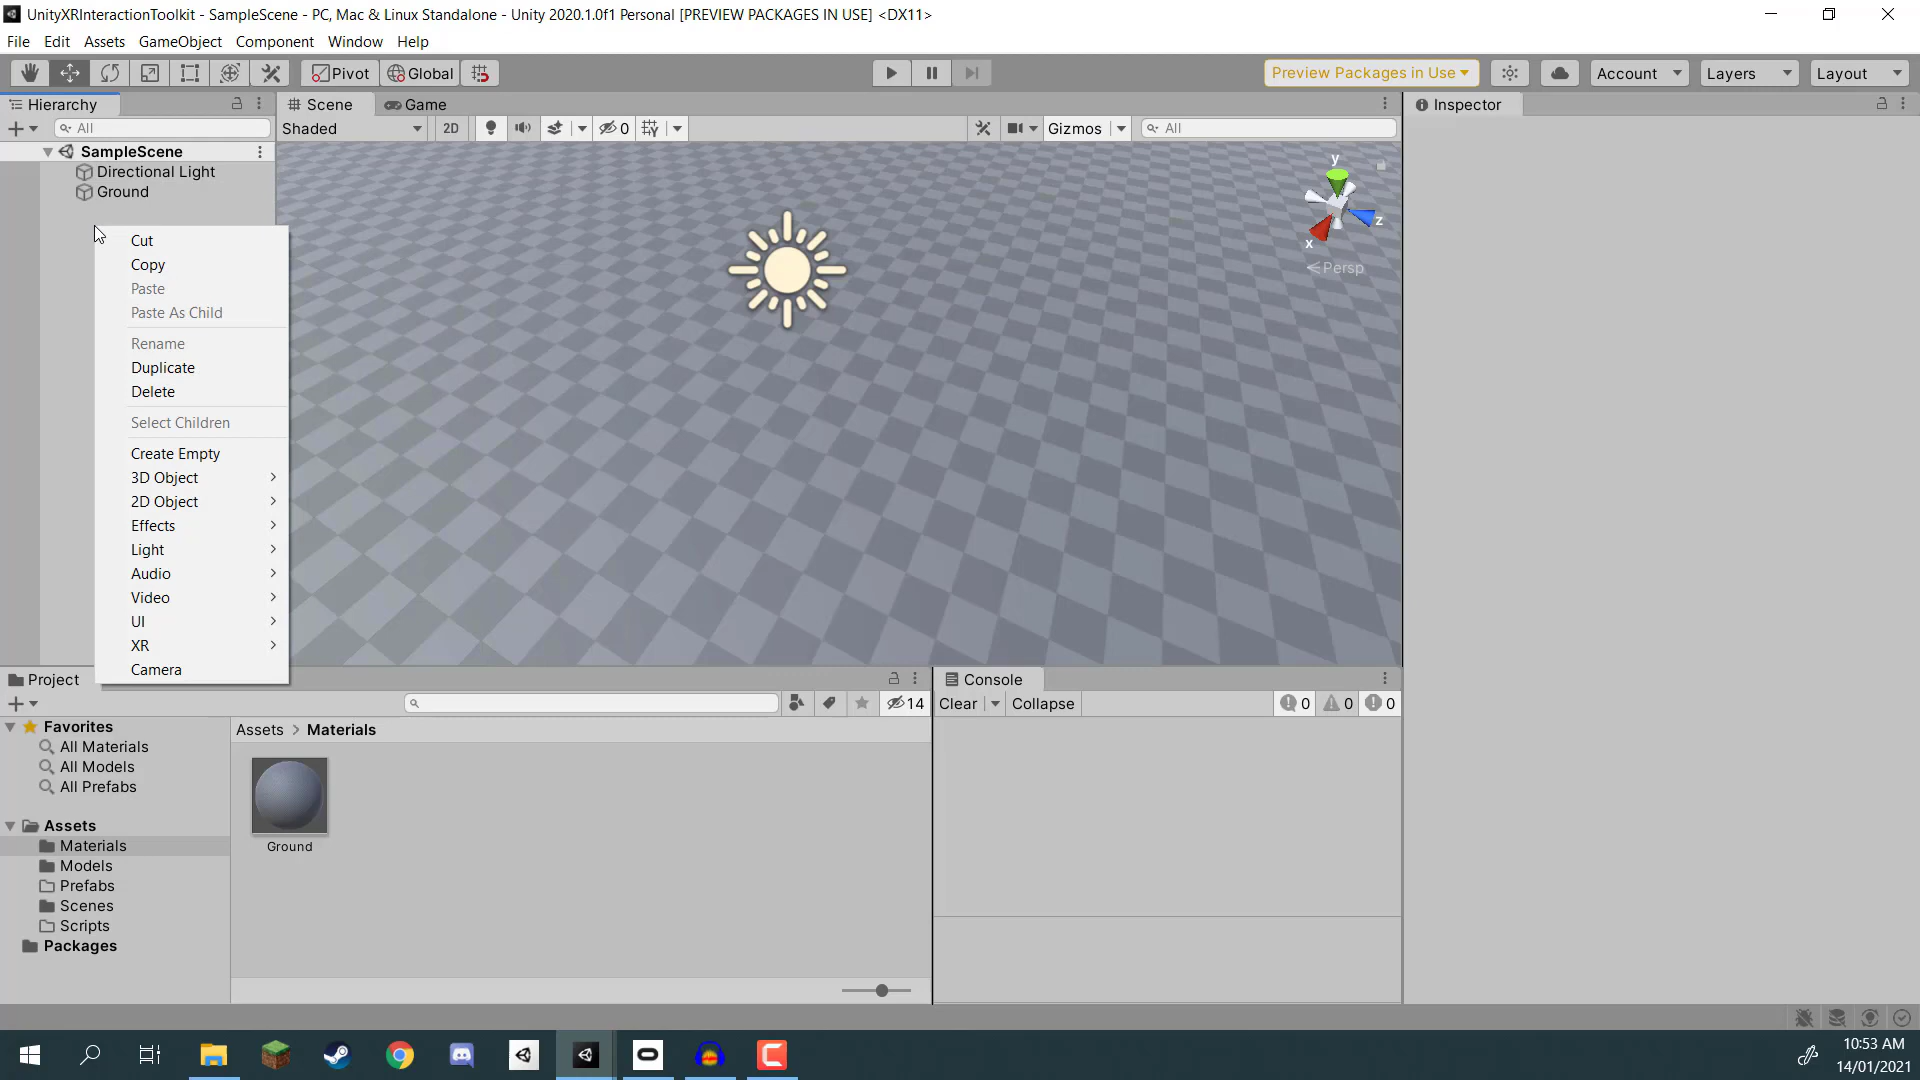 UnityXRInteractionToolkit - SampleScene - PC, Mac & Linux Standalone - Unity 2020.1.0f1 Personal [PREVIEW PACKAGES IN USE] <DX11>
File Edit Assets GameObject Component Window Help
Pivot Global Preview Packages in Use Account Layers Layout
Hierarchy
All
SampleScene
Directional Light
Ground
Cut
Copy
Paste
Paste As Child
Rename
Duplicate
Delete
Select Children
Create Empty
3D Object
2D Object
Effects
Light
Audio
Video
UI
XR
Camera
Scene Game
Shaded 2D 0 Gizmos All
y
z
x
Persp
Inspector
Project
14
Favorites
All Materials
All Models
All Prefabs
Assets
Materials
Models
Prefabs
Scenes
Scripts
Packages
Assets > Materials
Ground
Console
Clear Collapse 0 0 0
10:53 AM
14/01/2021